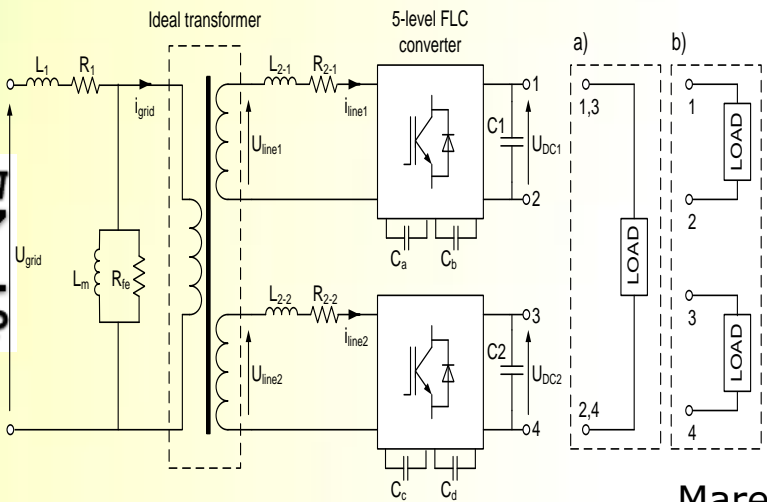 Ideal transformer
5-level FLC
converter
a)
b)
L1
R1
igrid
L2-1
R2-1
iline1
1
C1
UDC1
2
Uline1
Ca
Cb
Ugrid
Lm
Rfe
L2-2
R2-2
iline2
3
C2
UDC2
4
Uline2
Cc
Cd
1,3
LOAD
2,4
1
LOAD
2
3
LOAD
4